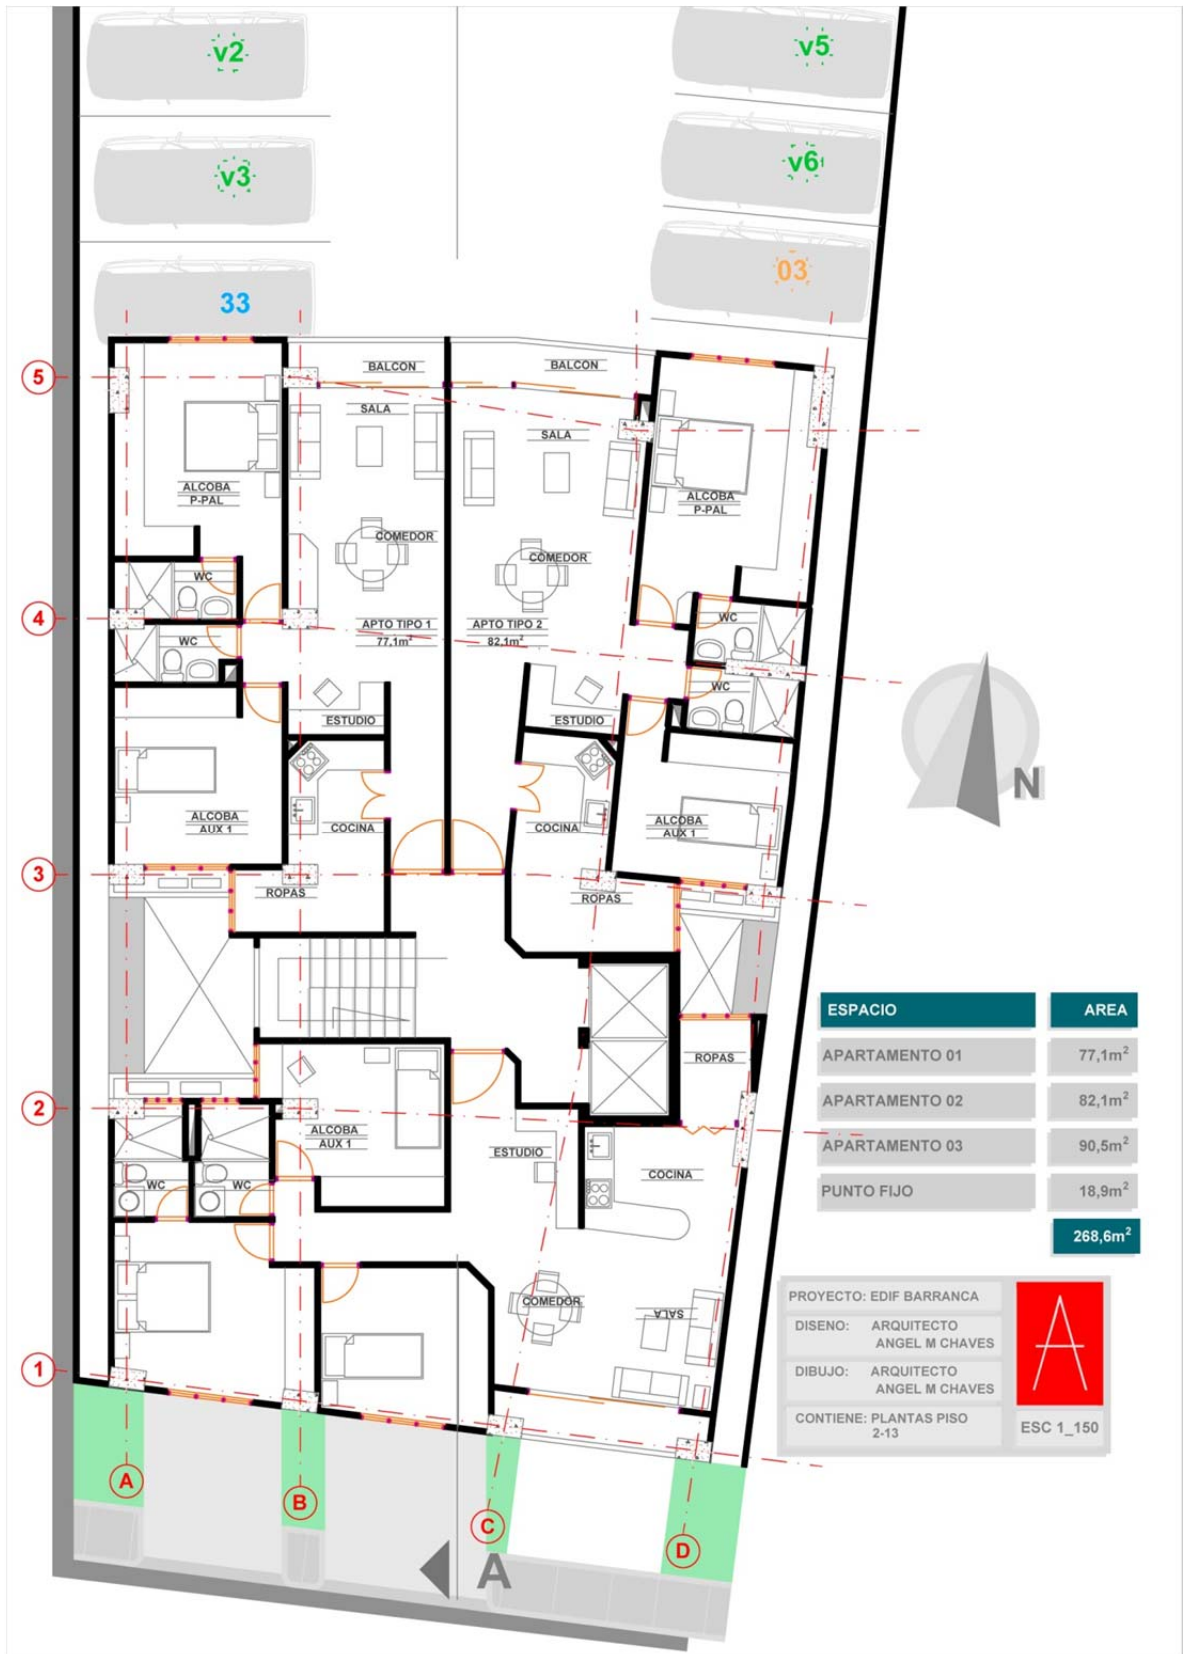 v2
v5
v3
v6
33
03
5
BALCON
BALCON
SALA
SALA
ALCOBA
P-PAL
ALCOBA
P-PAL
COMEDOR
COMEDOR
WC
WC
4
APTO TIPO 1
77,1m²
APTO TIPO 2
82,1m²
WC
WC
ESTUDIO
ESTUDIO
N
ALCOBA
AUX 1
COCINA
COCINA
ALCOBA
AUX 1
3
ROPAS
ROPAS
ESPACIO AREA
APARTAMENTO 01 77,1m²
APARTAMENTO 02 82,1m²
APARTAMENTO 03 90,5m²
PUNTO FIJO 18,9m²
268,6m²
ROPAS
2
ALCOBA
AUX 1
ESTUDIO
COCINA
WC
WC
COMEDOR
SALA
1
PROYECTO: EDIF BARRANCA
DISENO: ARQUITECTO
ANGEL M CHAVES
DIBUJO: ARQUITECTO
ANGEL M CHAVES
CONTIENE: PLANTAS PISO
2-13
A
ESC 1_150
A
B
C
D
A